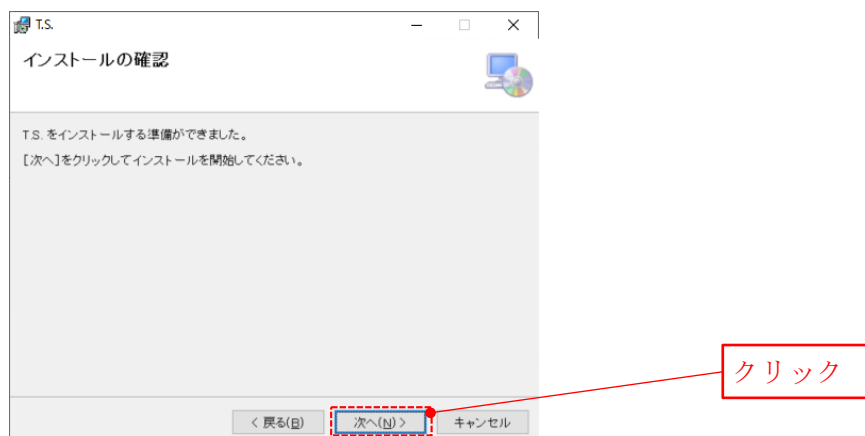 T.S.
インストールの確認
T.S. をインストールする準備ができました。
[次へ]をクリックしてインストールを開始してください。
クリック
< 戻る(B)
次へ(N) >
キャンセル